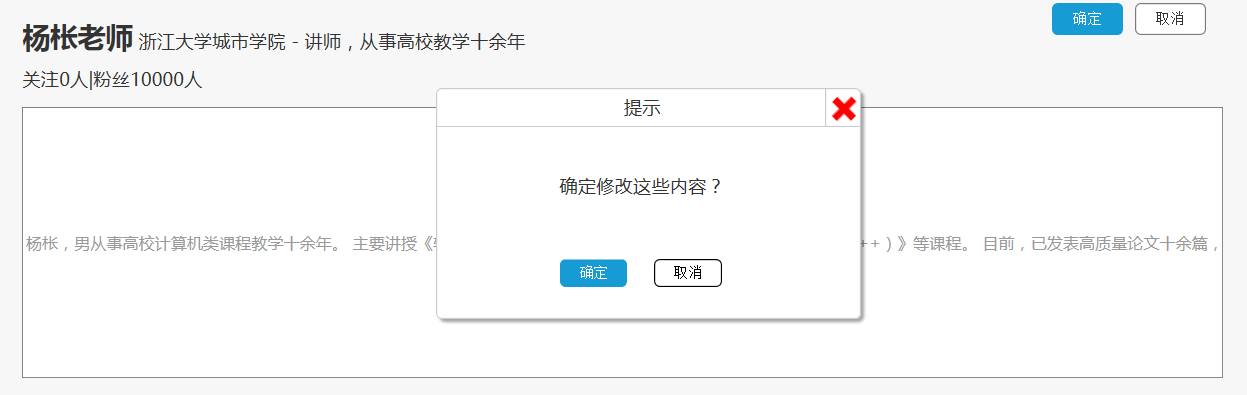 确定 取消
杨枨老师 浙江大学城市学院 - 讲师，从事高校教学十余年
关注0人|粉丝10000人
提示
确定修改这些内容？
杨枨，男从事高校计算机类课程教学十余年。 主要讲授《 ++）》等课程。 目前，已发表高质量论文十余篇，
确定 取消